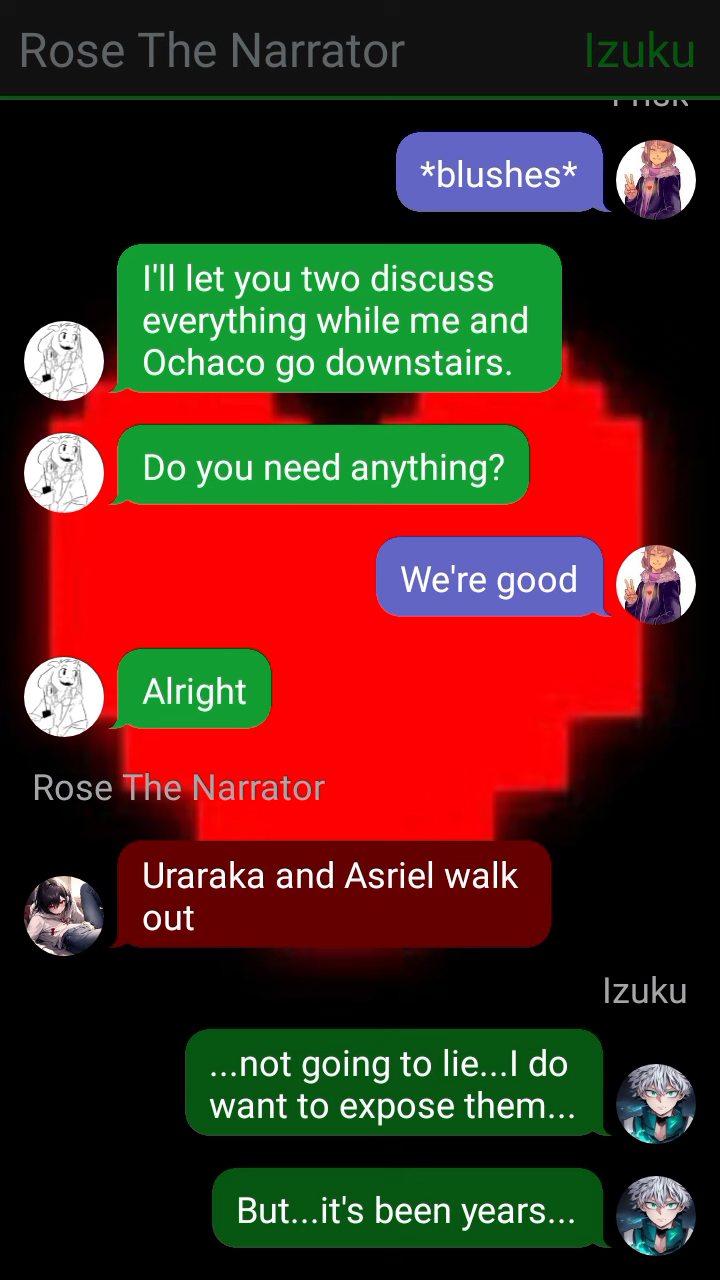 Rose The Narrator
Izuku
*blushes*
I'll let you two discuss
everything while me and
Ochaco go downstairs.
Do you need anything?
We're good
Alright
Rose The Narrator
Uraraka and Asriel walk
out
Izuku
...not going to lie...I do
want to expose them...
But...it's been years...